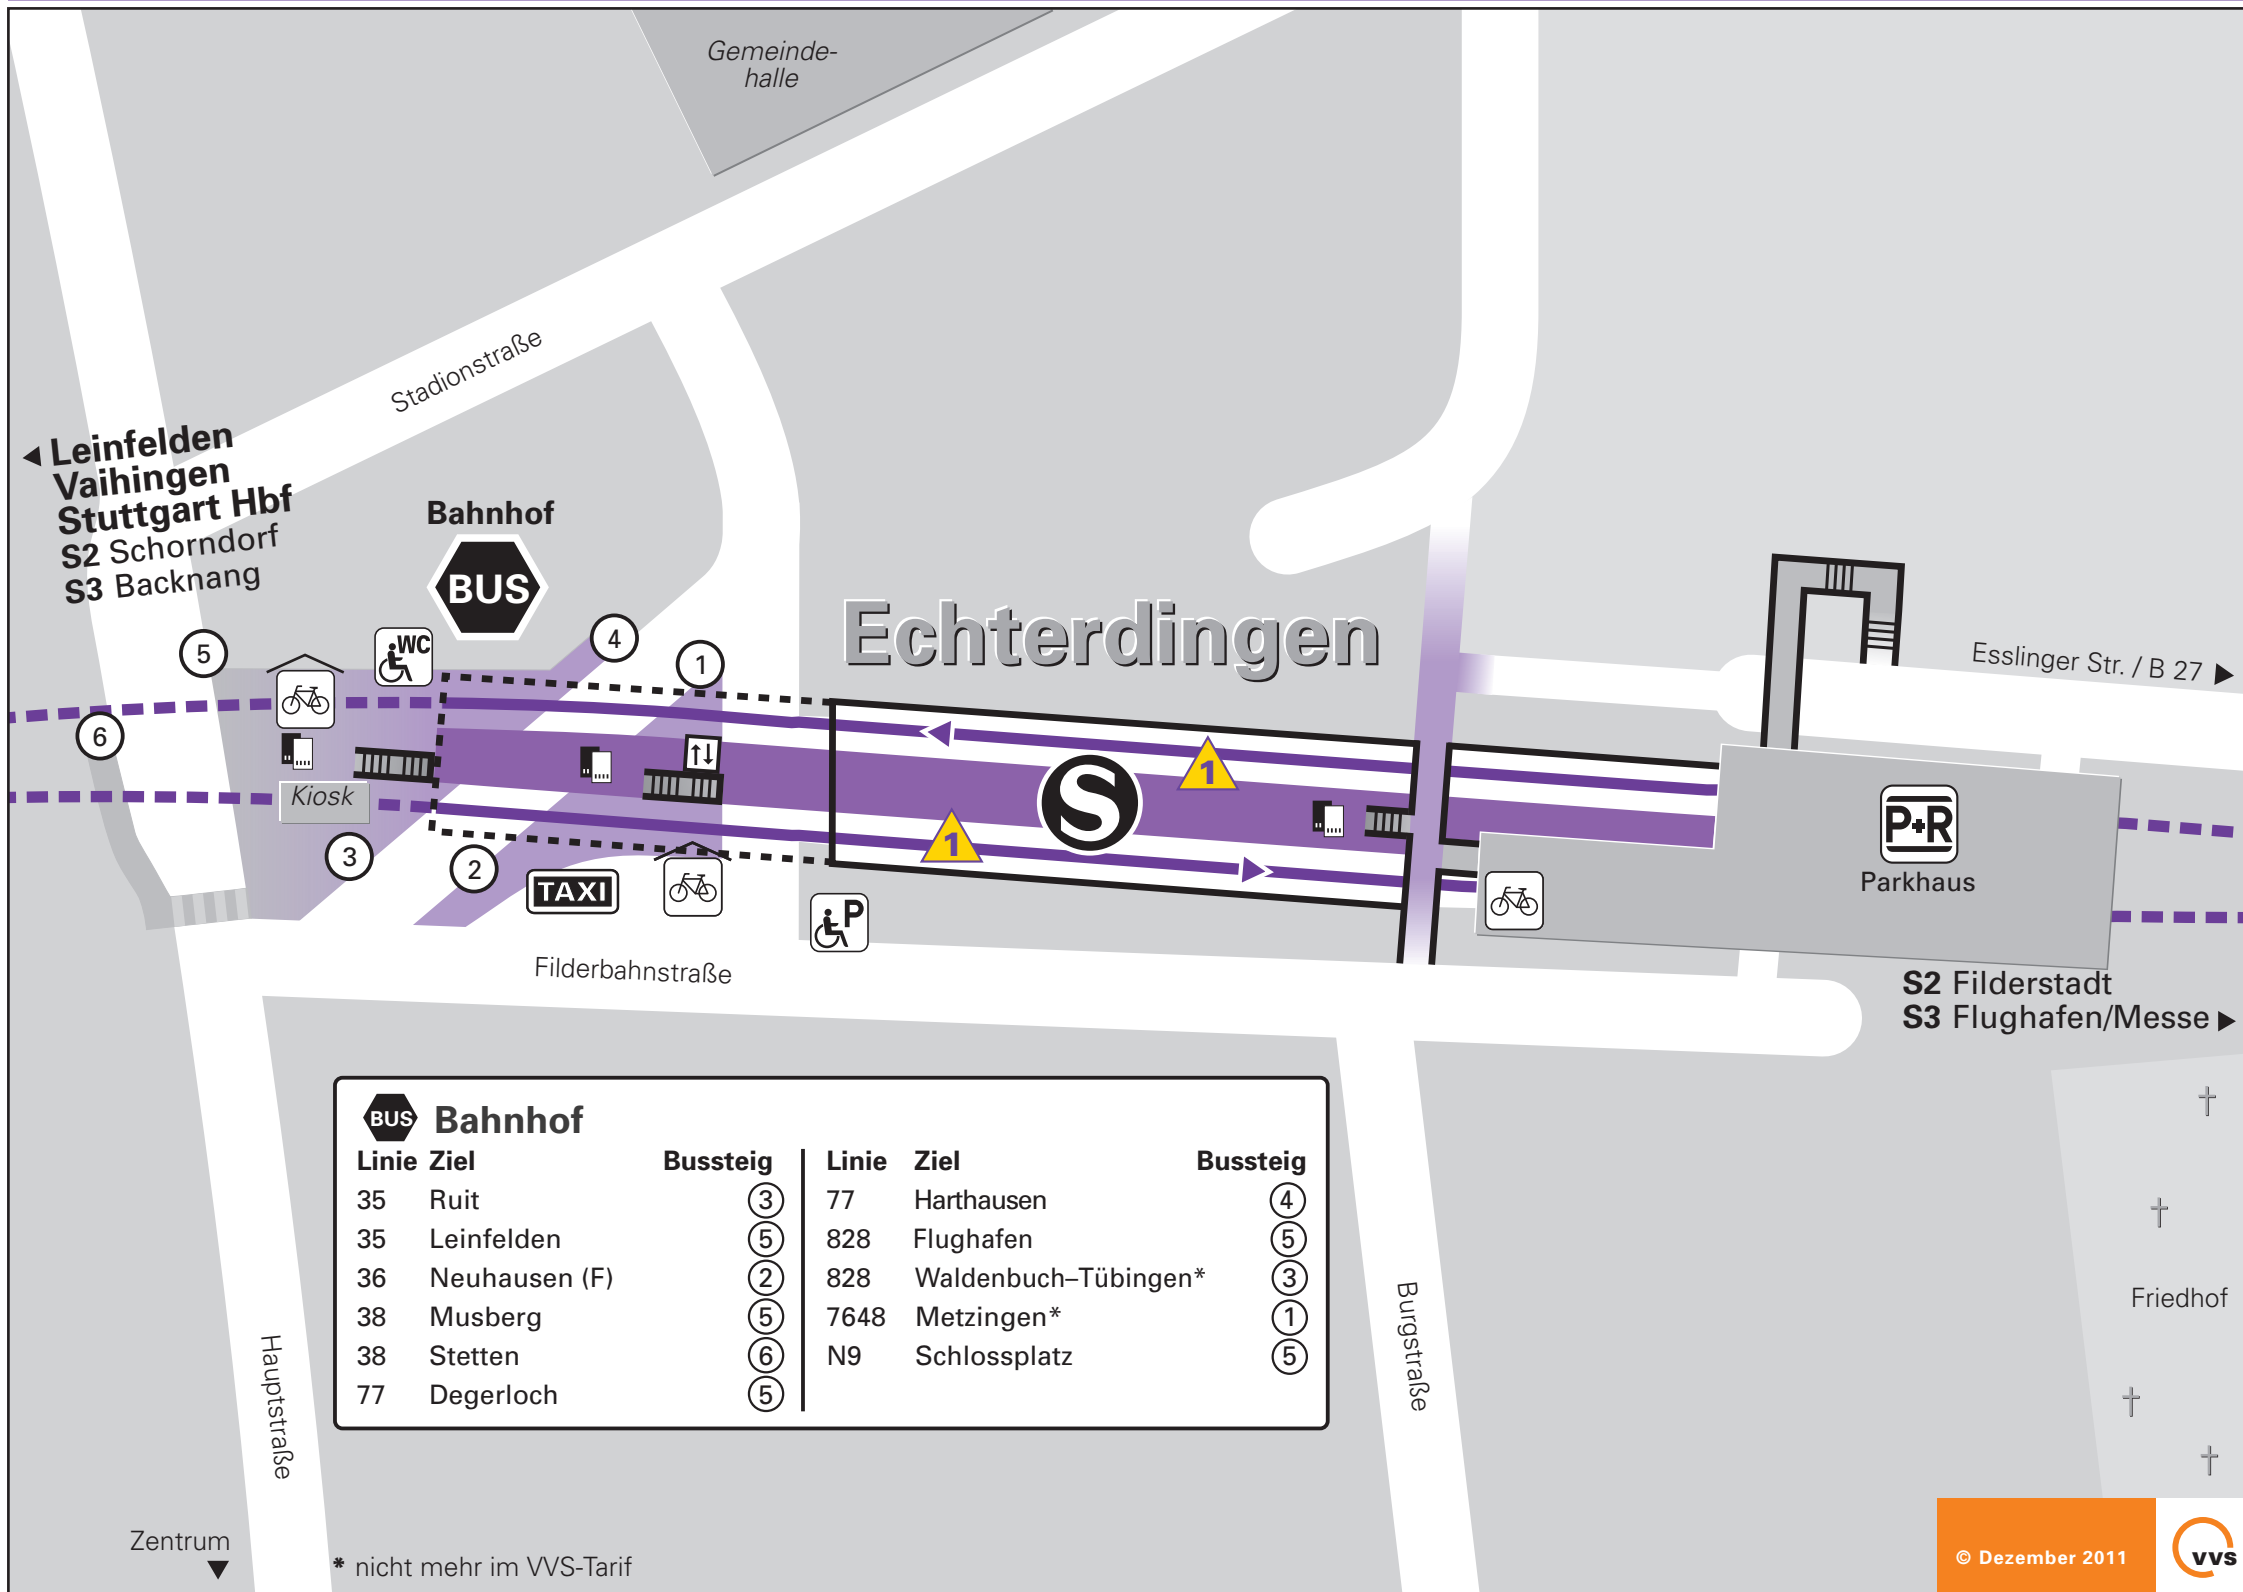 Gemeinde-
halle
Stadionstraße
Leinfelden
Vaihingen
Stuttgart Hbf
S2 Schorndorf
S3 Backnang
Bahnhof
BUS
Echterdingen
Esslinger Str. / B 27
5
4
1
WC
6
Kiosk
3
2
TAXI
S
1
1
P
P+R
Parkhaus
Filderbahnstraße
S2 Filderstadt
S3 Flughafen/Messe
BUS Bahnhof
Linie Ziel Bussteig
35 Ruit 3
35 Leinfelden 5
36 Neuhausen (F) 2
38 Musberg 5
38 Stetten 6
77 Degerloch 5
Linie Ziel Bussteig
77 Harthausen 4
828 Flughafen 5
828 Waldenbuch–Tübingen* 3
7648 Metzingen* 1
N9 Schlossplatz 5
Hauptstraße
Burgstraße
Friedhof
Zentrum
* nicht mehr im VVS-Tarif
© Dezember 2011
vvs